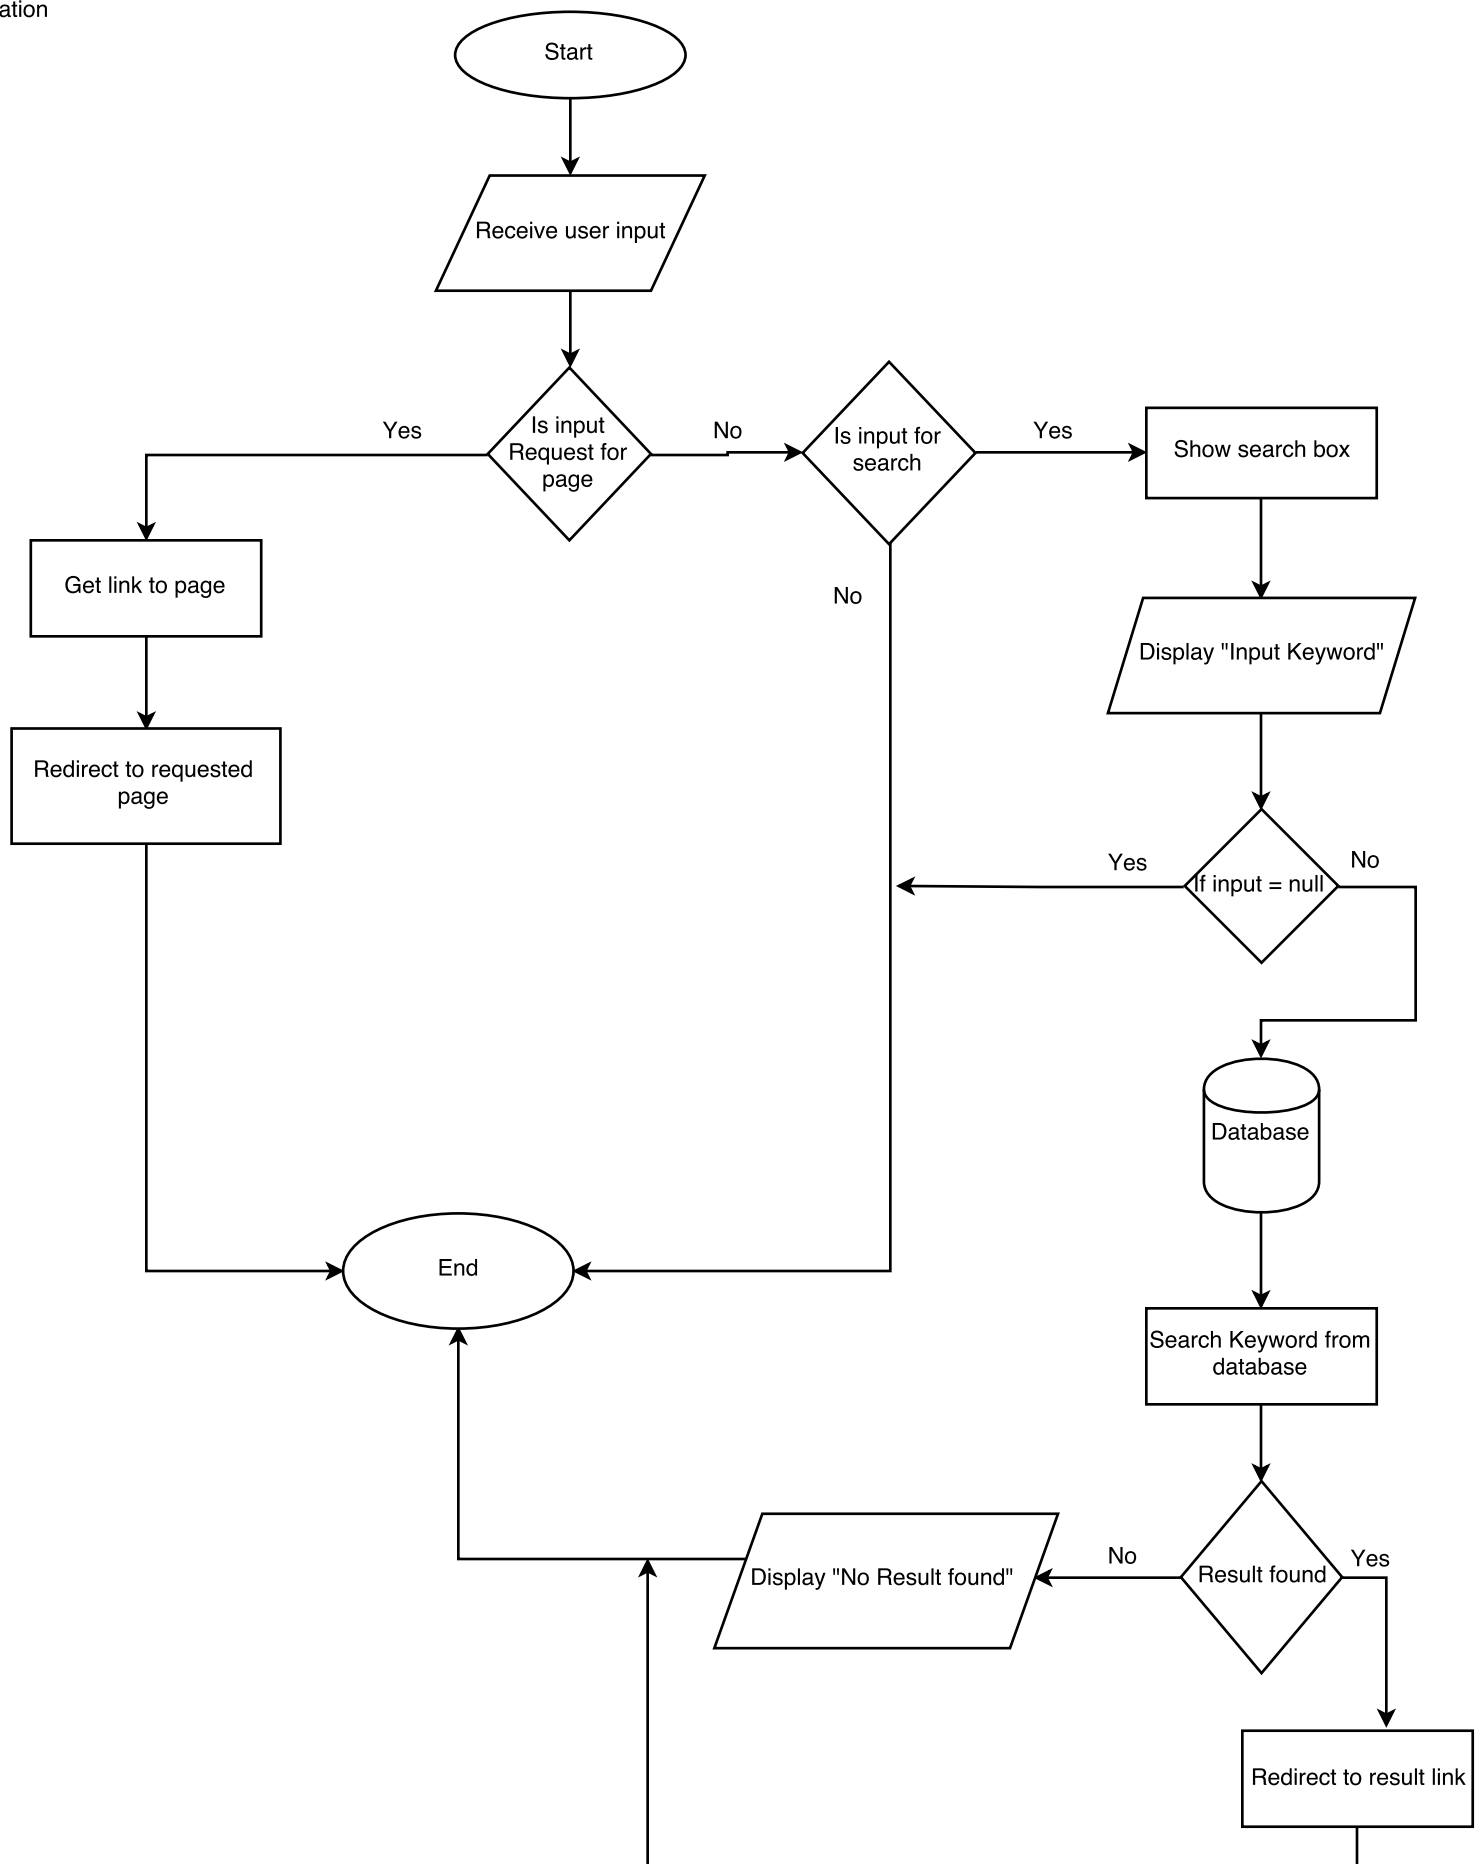 ation
Start
Receive user input
Is input
Request for
page
Yes
No
Is input for
search
Yes
No
Show search box
Get link to page
Display "Input Keyword"
Redirect to requested
page
If input = null
Yes
No
Database
End
Search Keyword from
database
Result found
No
Yes
Display "No Result found"
Redirect to result link